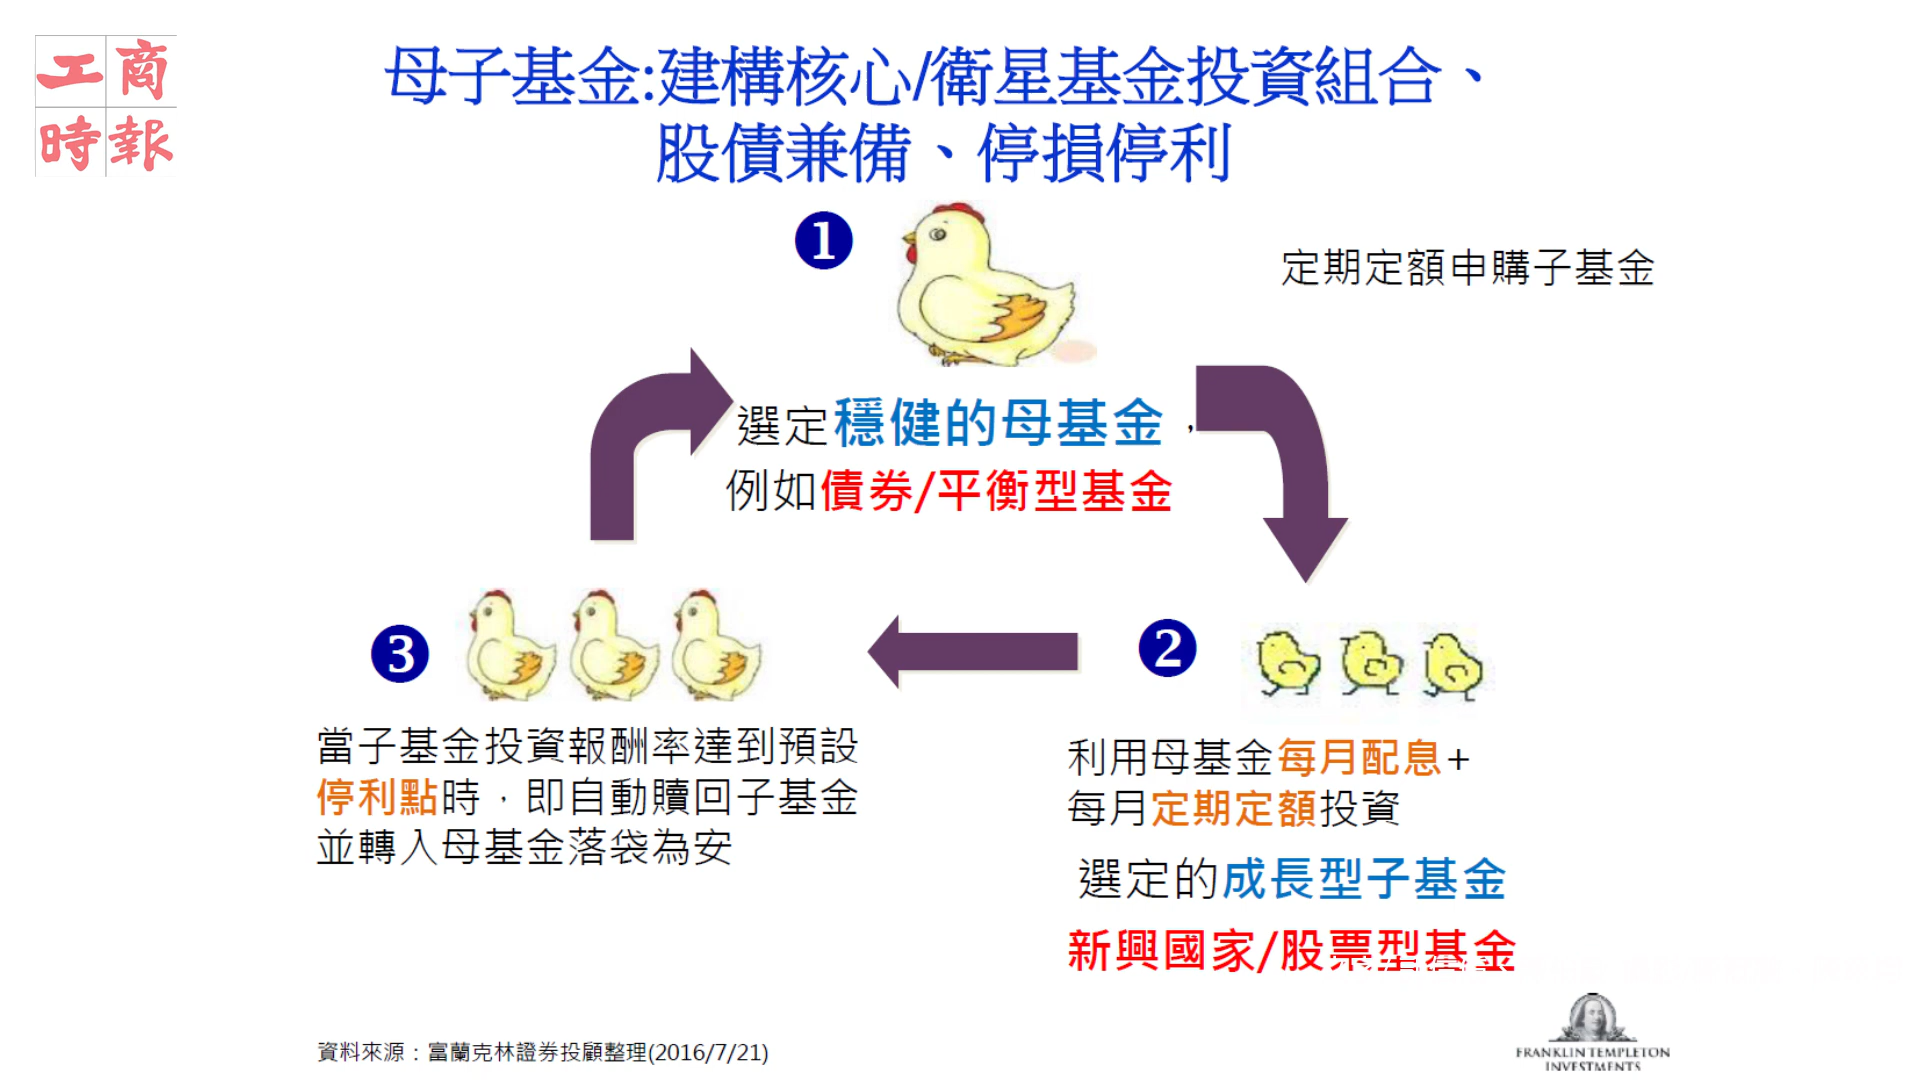 工商
時報
母子基金:建構核心/衛星基金投資組合、
股債兼備、停損停利
1
定期定額申購子基金
選定穩健的母基金，
例如債券/平衡型基金
3
當子基金投資報酬率達到預設
停利點時，即自動贖回子基金
並轉入母基金落袋為安
2
利用母基金每月配息+
每月定期定額投資
選定的成長型子基金
新興國家/股票型基金
資料來源：富蘭克林證券投顧整理(2016/7/21)
FRANKLIN TEMPLETON
INVESTMENTS